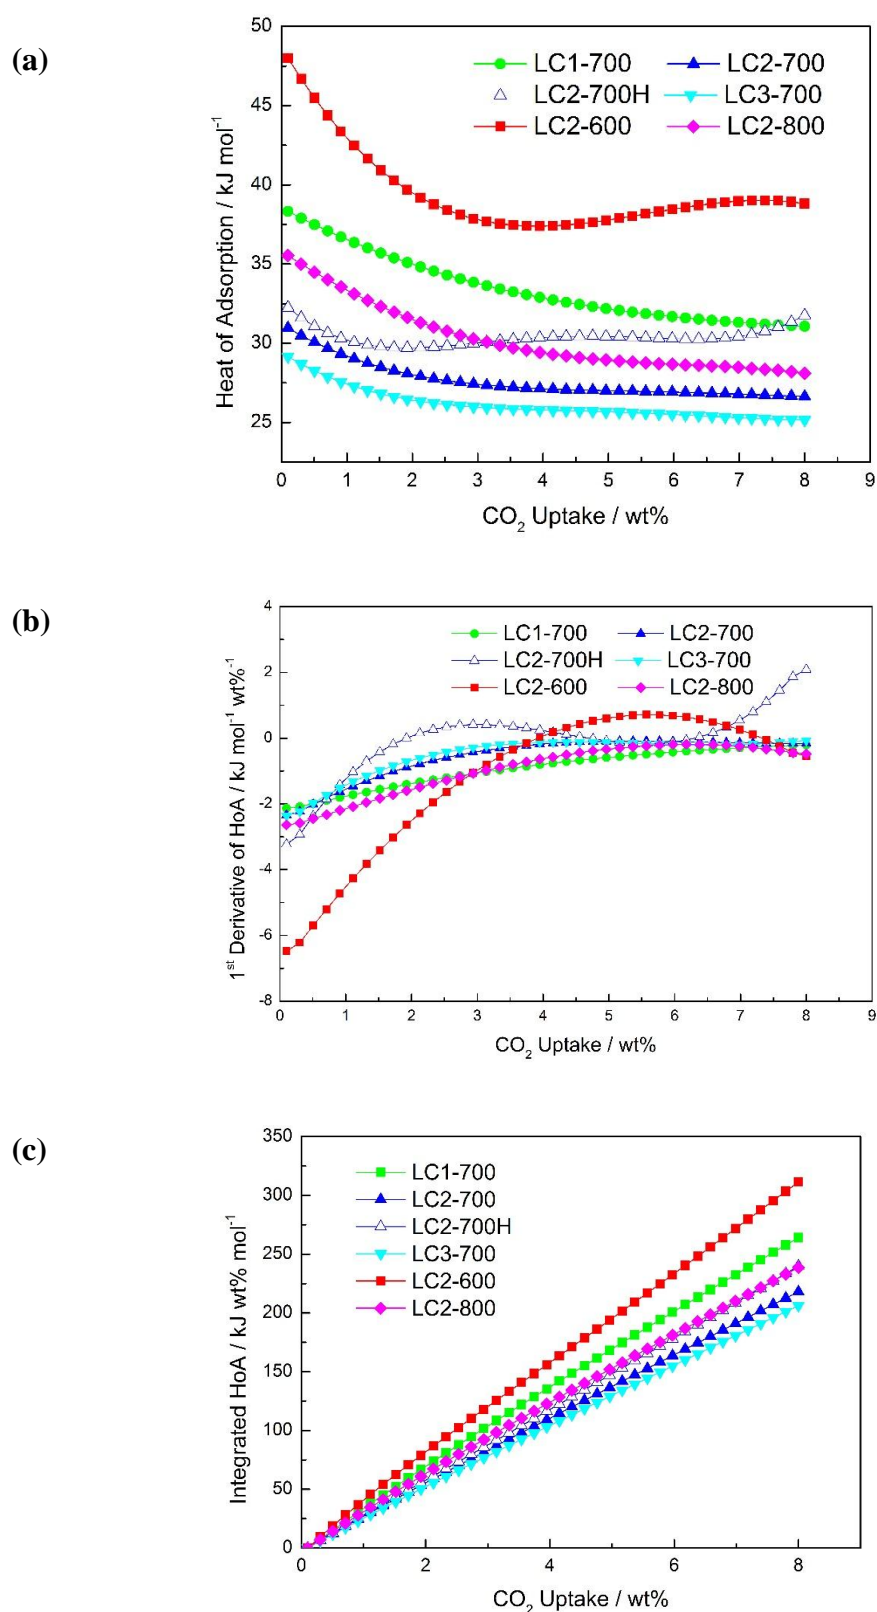 (a)
50
45
40
35
30
25
Heat of Adsorption / kJ mol⁻¹
LC1-700
LC2-700
LC2-700H
LC3-700
LC2-600
LC2-800
0 1 2 3 4 5 6 7 8 9
CO₂ Uptake / wt%
(b)
4
2
0
-2
-4
-6
-8
1ˢᵗ Derivative of HoA / kJ mol⁻¹ wt%⁻¹
LC1-700
LC2-700
LC2-700H
LC3-700
LC2-600
LC2-800
0 1 2 3 4 5 6 7 8 9
CO₂ Uptake / wt%
(c)
350
300
250
200
150
100
50
0
Integrated HoA / kJ wt% mol⁻¹
LC1-700
LC2-700
LC2-700H
LC3-700
LC2-600
LC2-800
0 2 4 6 8
CO₂ Uptake / wt%